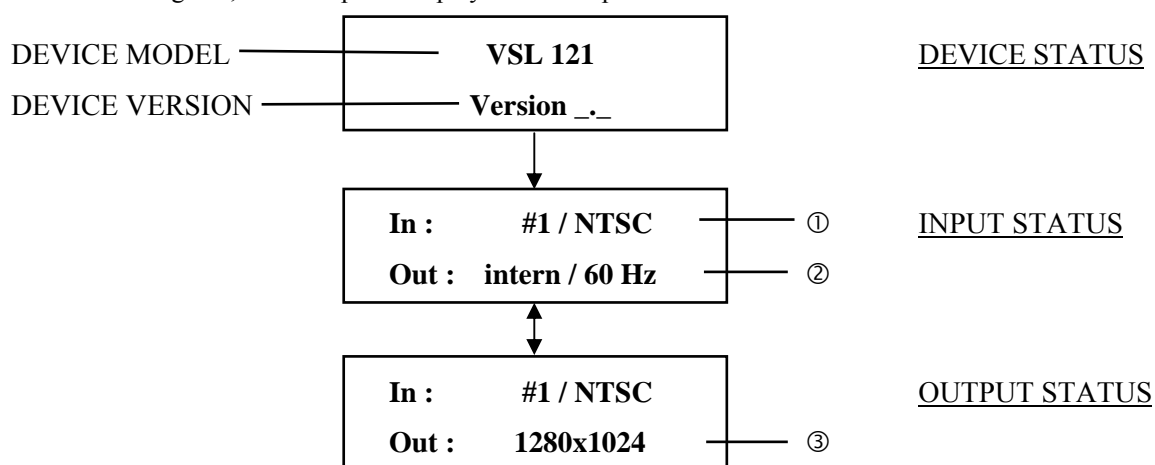 DEVICE MODEL VSL 121 DEVICE STATUS
DEVICE VERSION Version _._
In : #1 / NTSC ① INPUT STATUS
Out : intern / 60 Hz ②
In : #1 / NTSC OUTPUT STATUS
Out : 1280x1024 ③